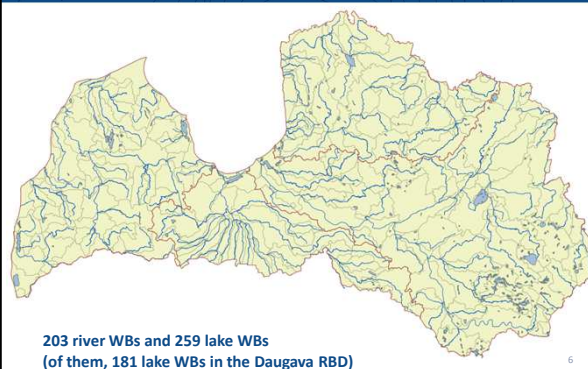 203 river WBs and 259 lake WBs
(of them, 181 lake WBs in the Daugava RBD)
6